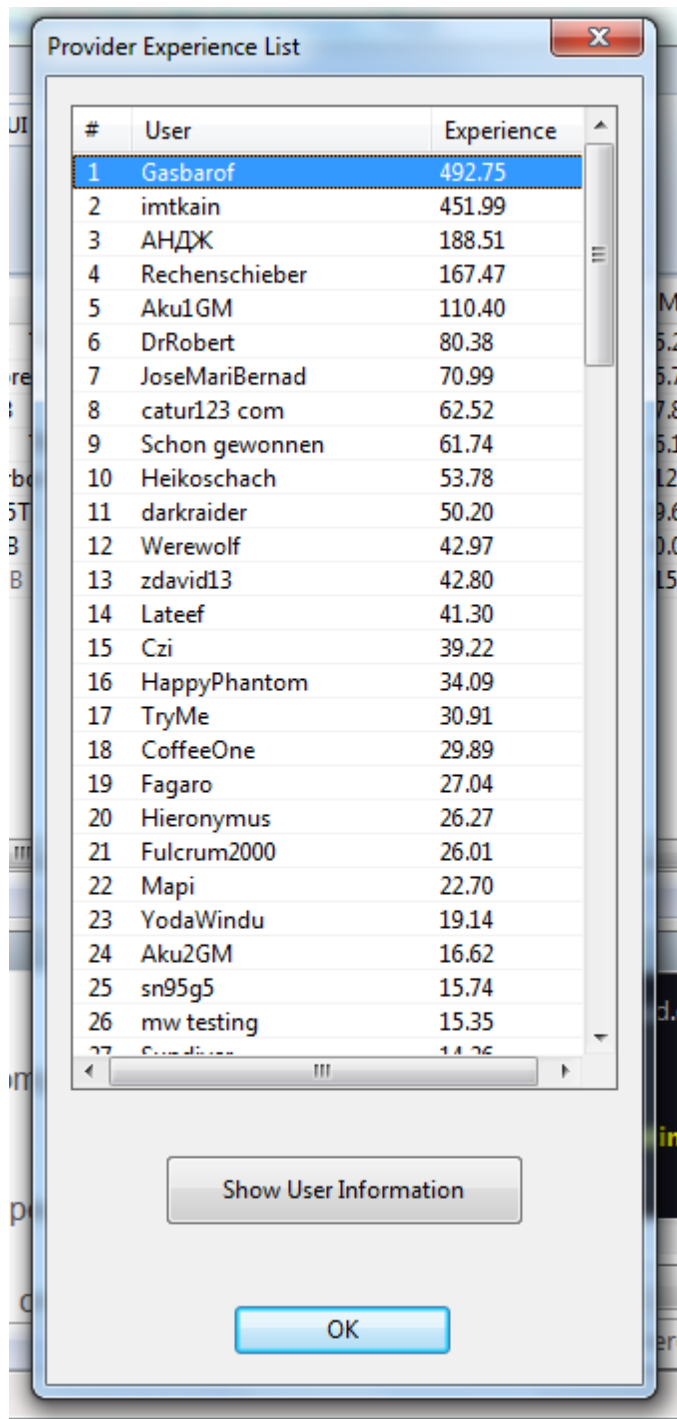 Provider Experience List
# User Experience
1 Gasbarof 492.75
2 imtkain 451.99
3 АНДЖ 188.51
4 Rechenschieber 167.47
5 Aku1GM 110.40
6 DrRobert 80.38
7 JoseMariBernad 70.99
8 catur123 com 62.52
9 Schon gewonnen 61.74
10 Heikoschach 53.78
11 darkraider 50.20
12 Werewolf 42.97
13 zdavid13 42.80
14 Lateef 41.30
15 Czi 39.22
16 HappyPhantom 34.09
17 TryMe 30.91
18 CoffeeOne 29.89
19 Fagaro 27.04
20 Hieronymus 26.27
21 Fulcrum2000 26.01
22 Mapi 22.70
23 YodaWindu 19.14
24 Aku2GM 16.62
25 sn95g5 15.74
26 mw testing 15.35
Show User Information
OK